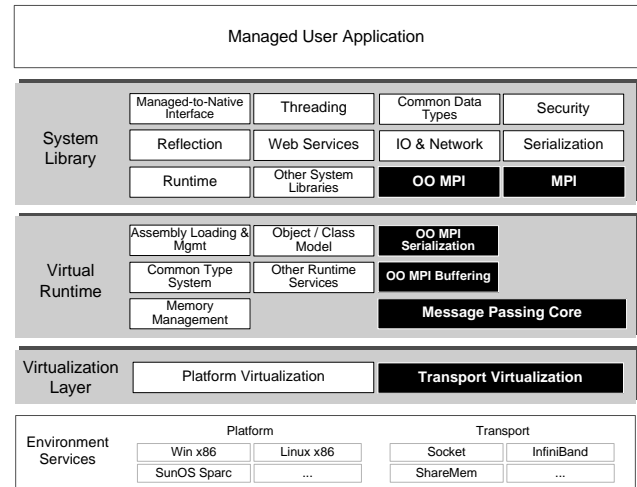 Managed User Application
System
Library
Managed-to-Native
Interface
Threading
Common Data
Types
Security
Reflection
Web Services
IO & Network
Serialization
Runtime
Other System
Libraries
OO MPI
MPI
Virtual
Runtime
Assembly Loading &
Mgmt
Object / Class
Model
OO MPI
Serialization
Common Type
System
Other Runtime
Services
OO MPI Buffering
Memory
Management
Message Passing Core
Virtualization
Layer
Platform Virtualization
Transport Virtualization
Environment
Services
Platform
Transport
Win x86
Linux x86
Socket
InfiniBand
SunOS Sparc
...
ShareMem
...